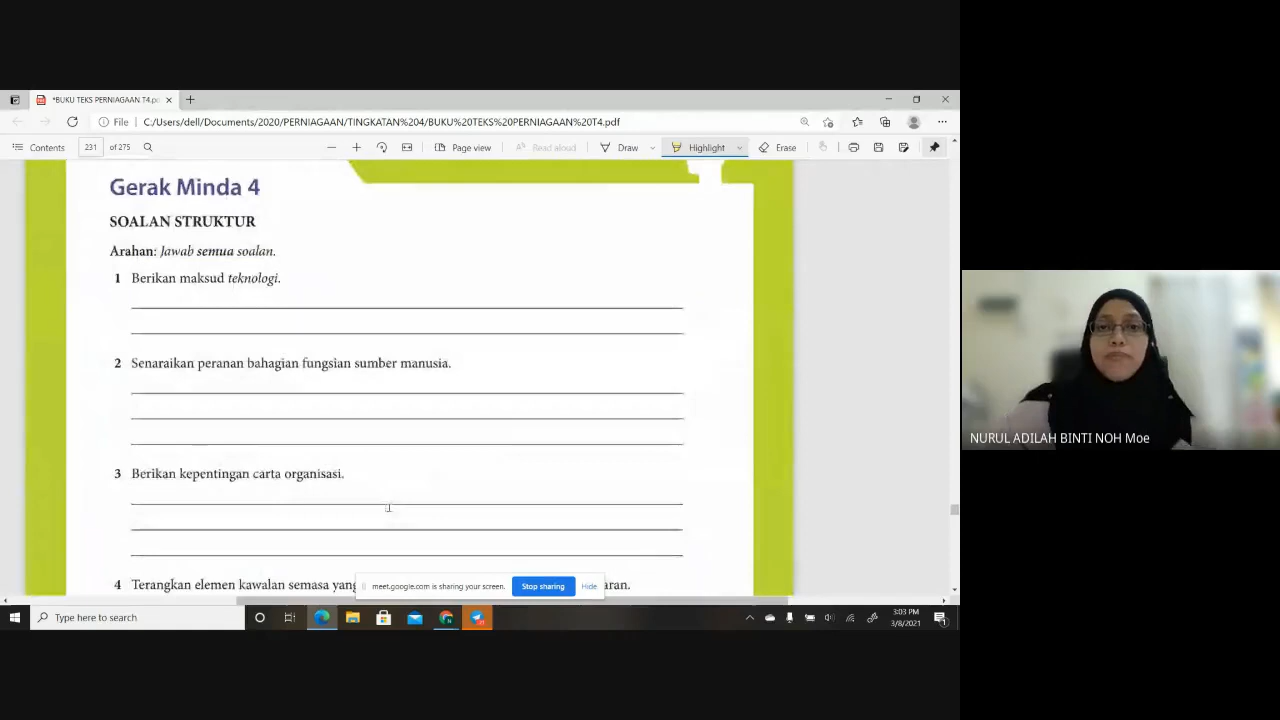 *BUKU TEKS PERNIAGAAN T4.pd
File C:/Users/dell/Documents/2020/PERNIAGAAN/TINGKATAN%204/BUKU%20TEKS%20PERNIAGAAN%20T4.pdf
Contents 231 of 275 Page view Read aloud Draw Highlight Erase
Gerak Minda 4
SOALAN STRUKTUR
Arahan: Jawab semua soalan.
1 Berikan maksud teknologi.
2 Senaraikan peranan bahagian fungsian sumber manusia.
3 Berikan kepentingan carta organisasi.
4 Terangkan elemen kawalan semasa yang
meet.google.com is sharing your screen. Stop sharing Hide
NURUL ADILAH BINTI NOH Moe
Type here to search
3:03 PM
3/8/2021